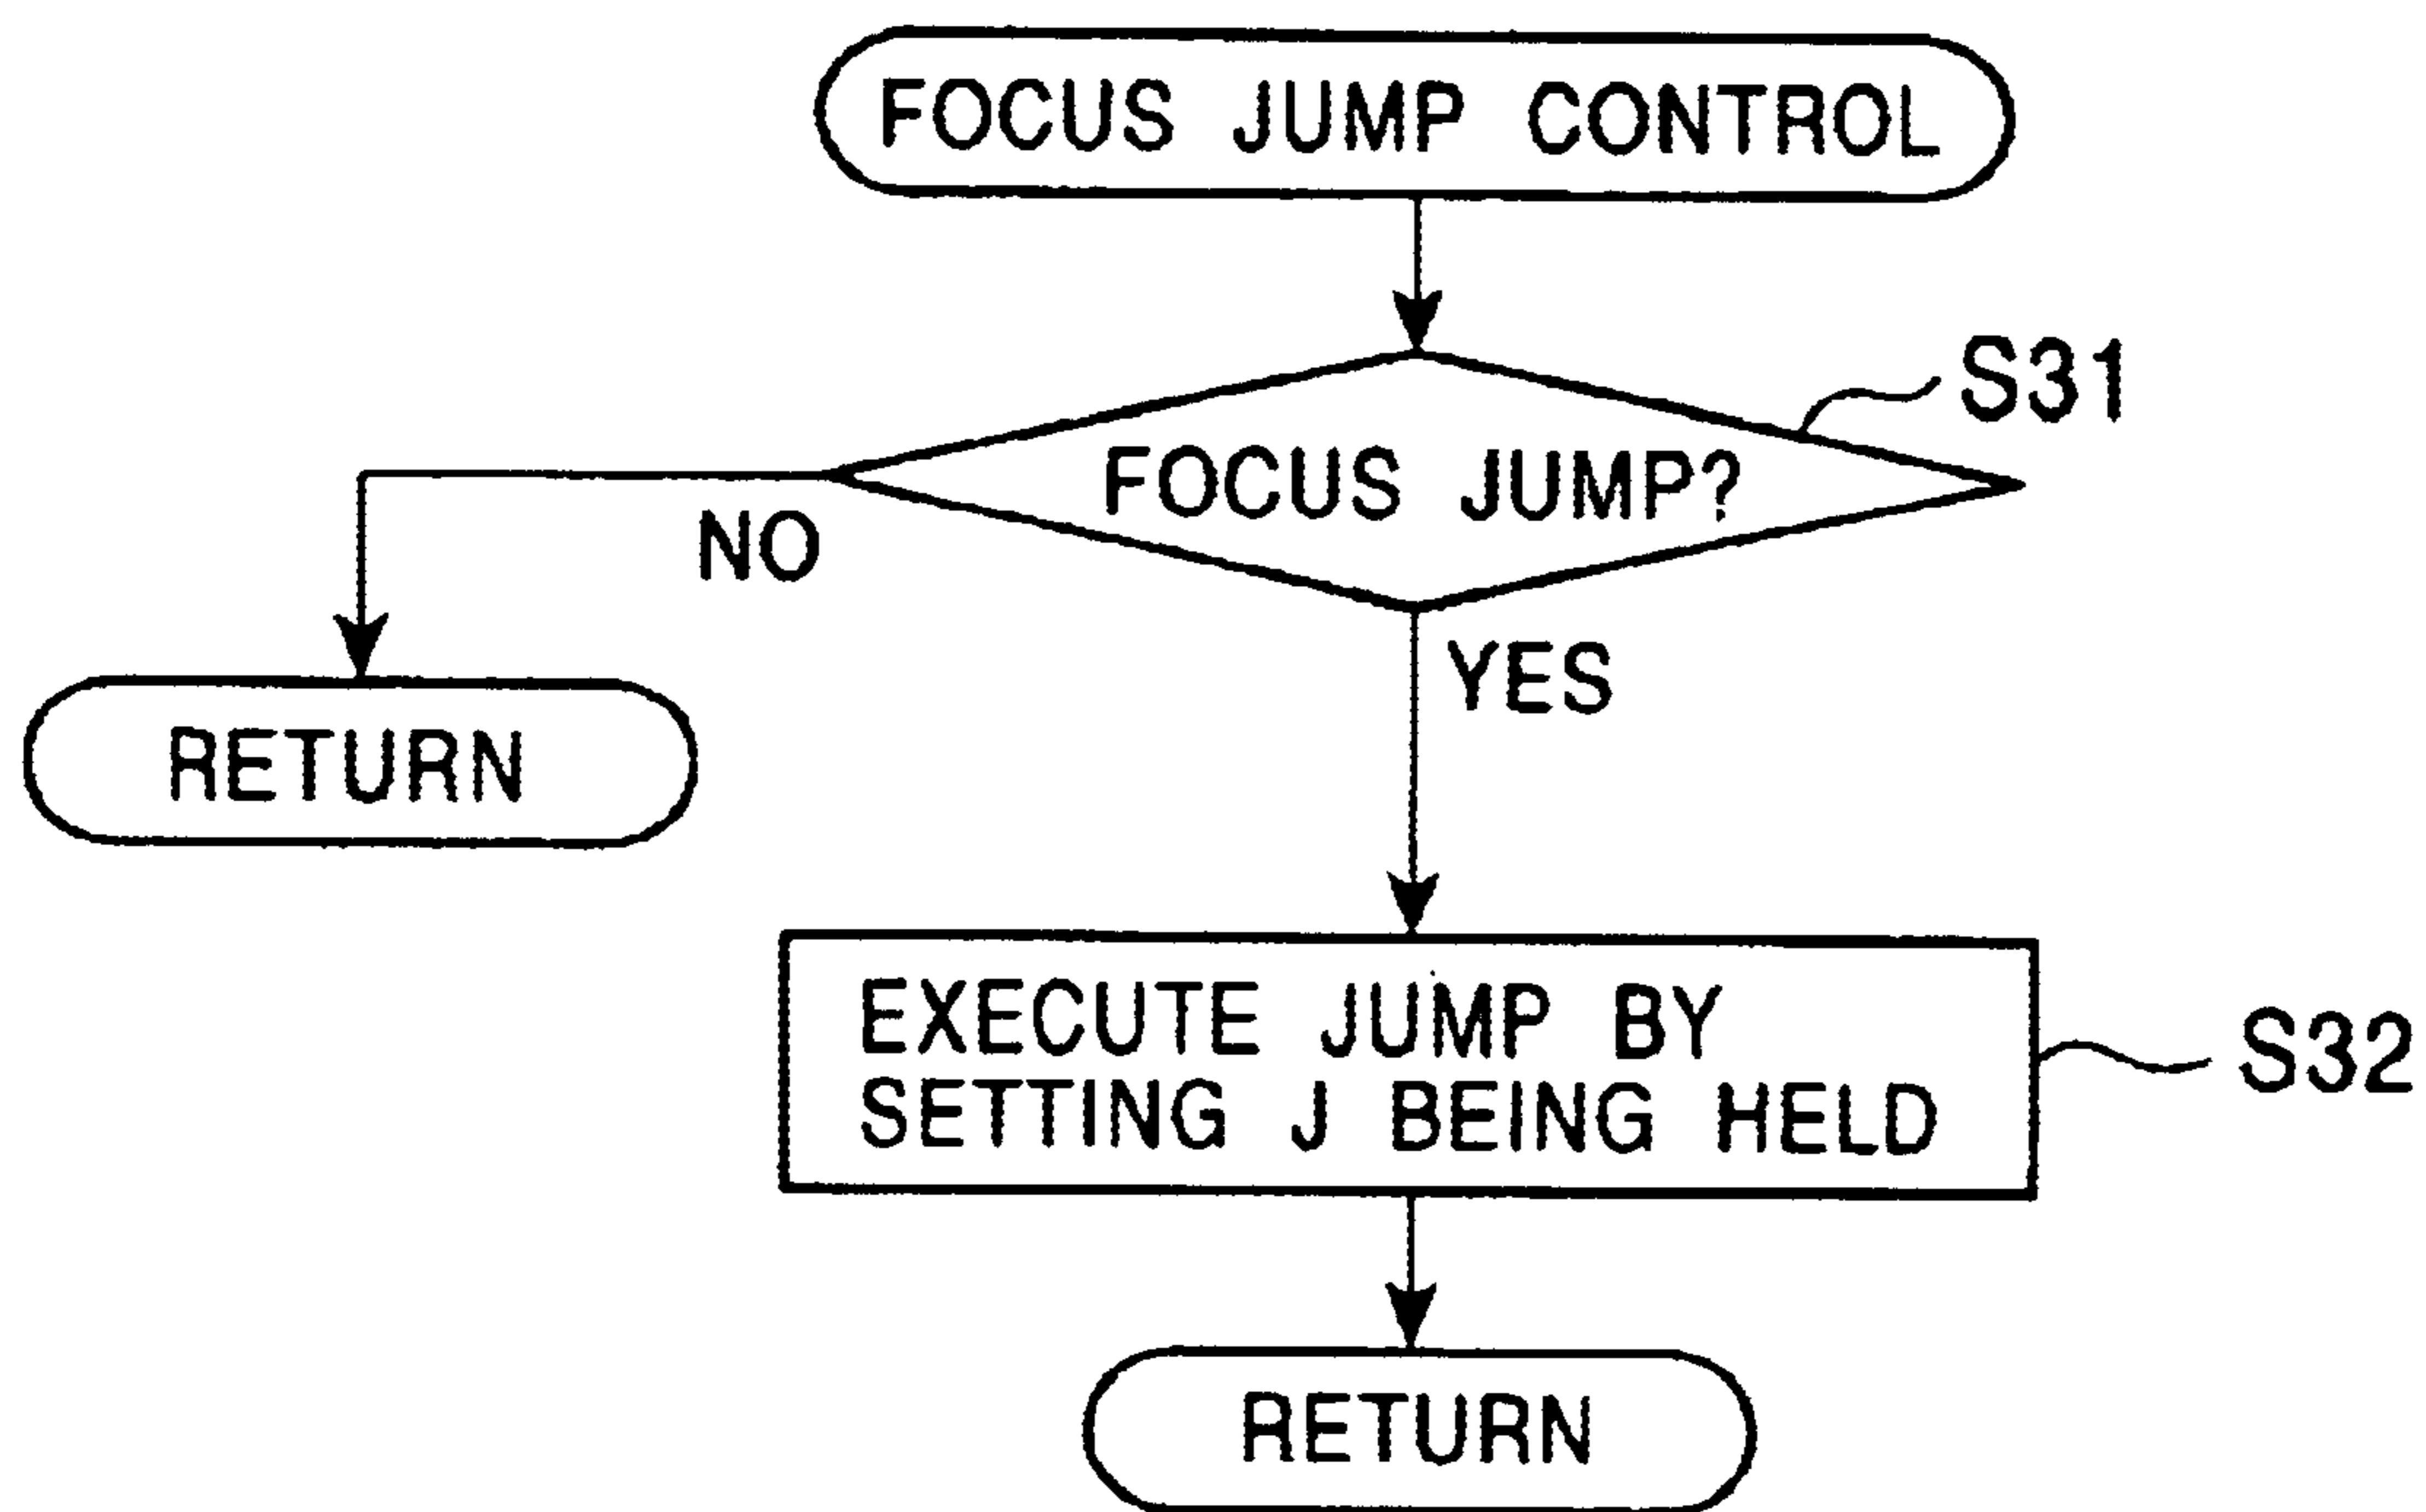 FOCUS JUMP CONTROL
S31
FOCUS JUMP?
NO
YES
RETURN
EXECUTE JUMP BY
SETTING J BEING HELD
S32
RETURN